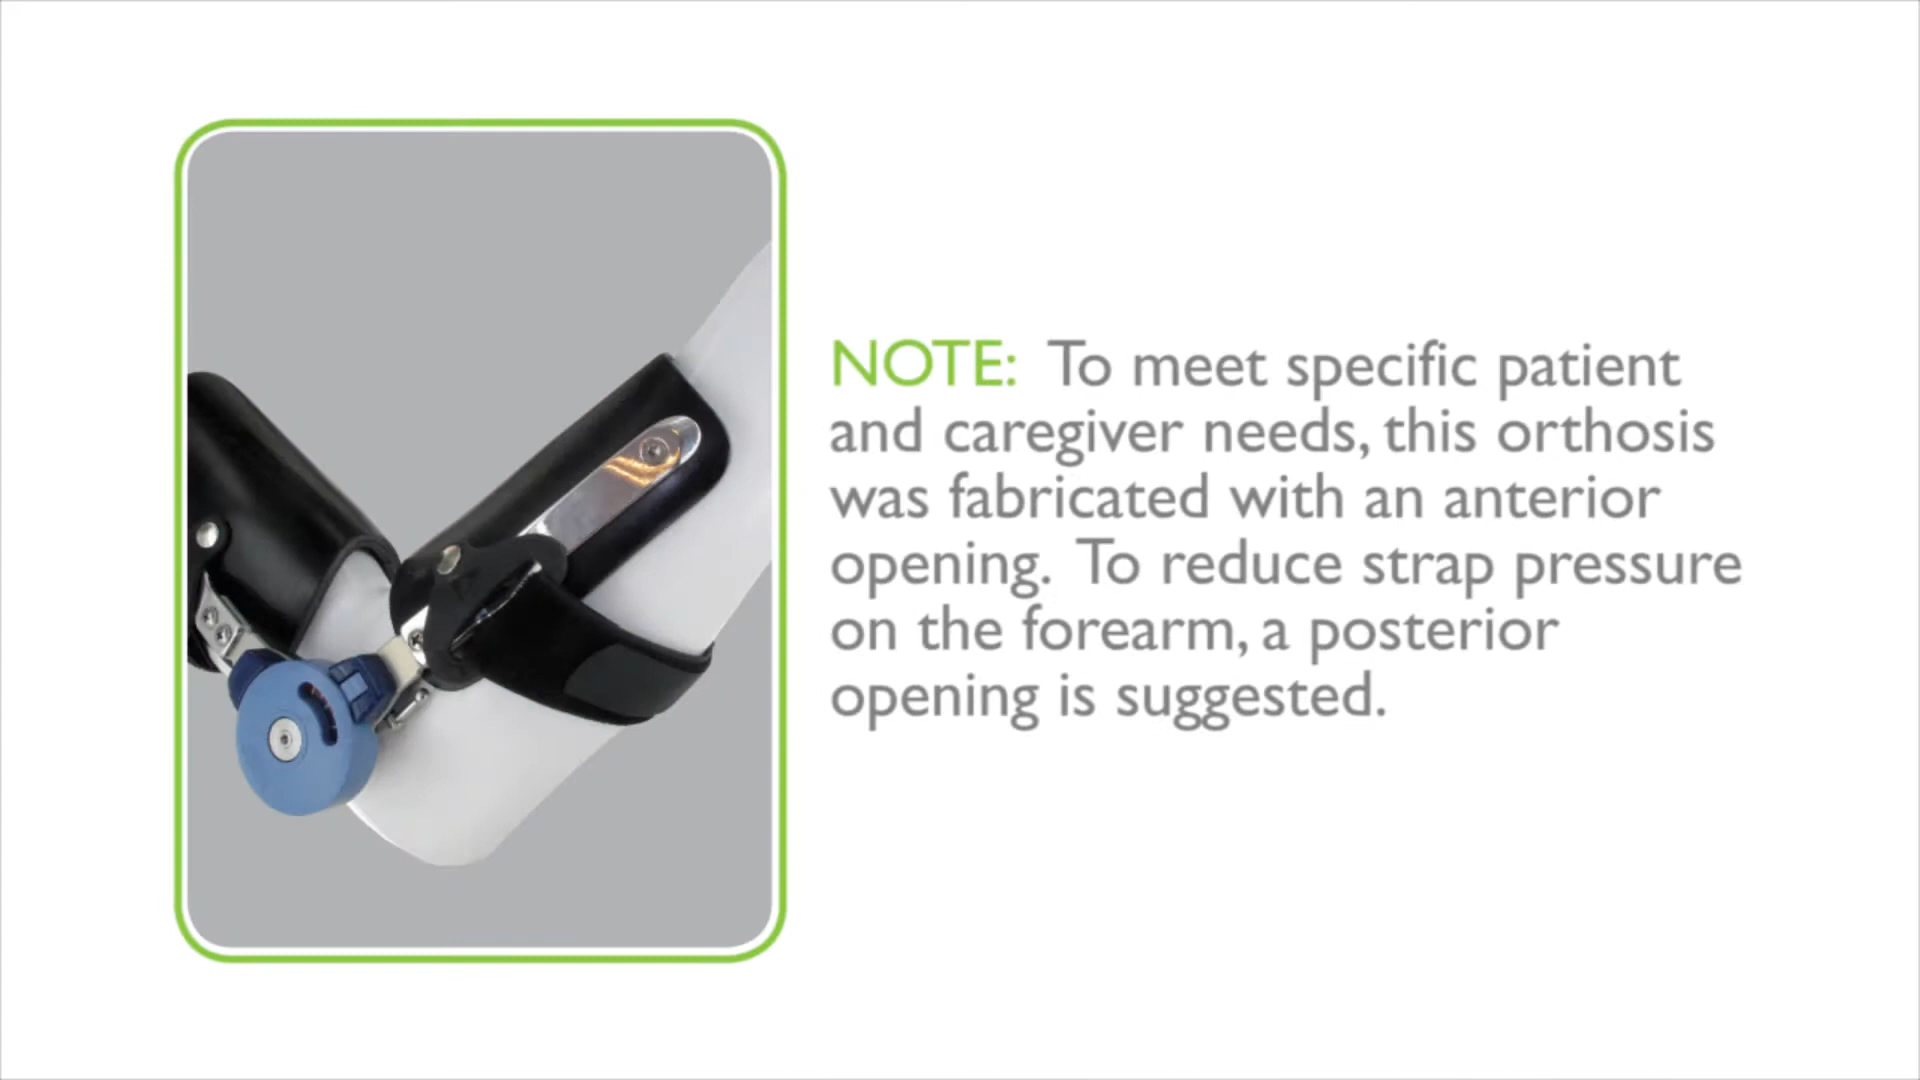 NOTE: To meet specific patient
and caregiver needs, this orthosis
was fabricated with an anterior
opening. To reduce strap pressure
on the forearm, a posterior
opening is suggested.